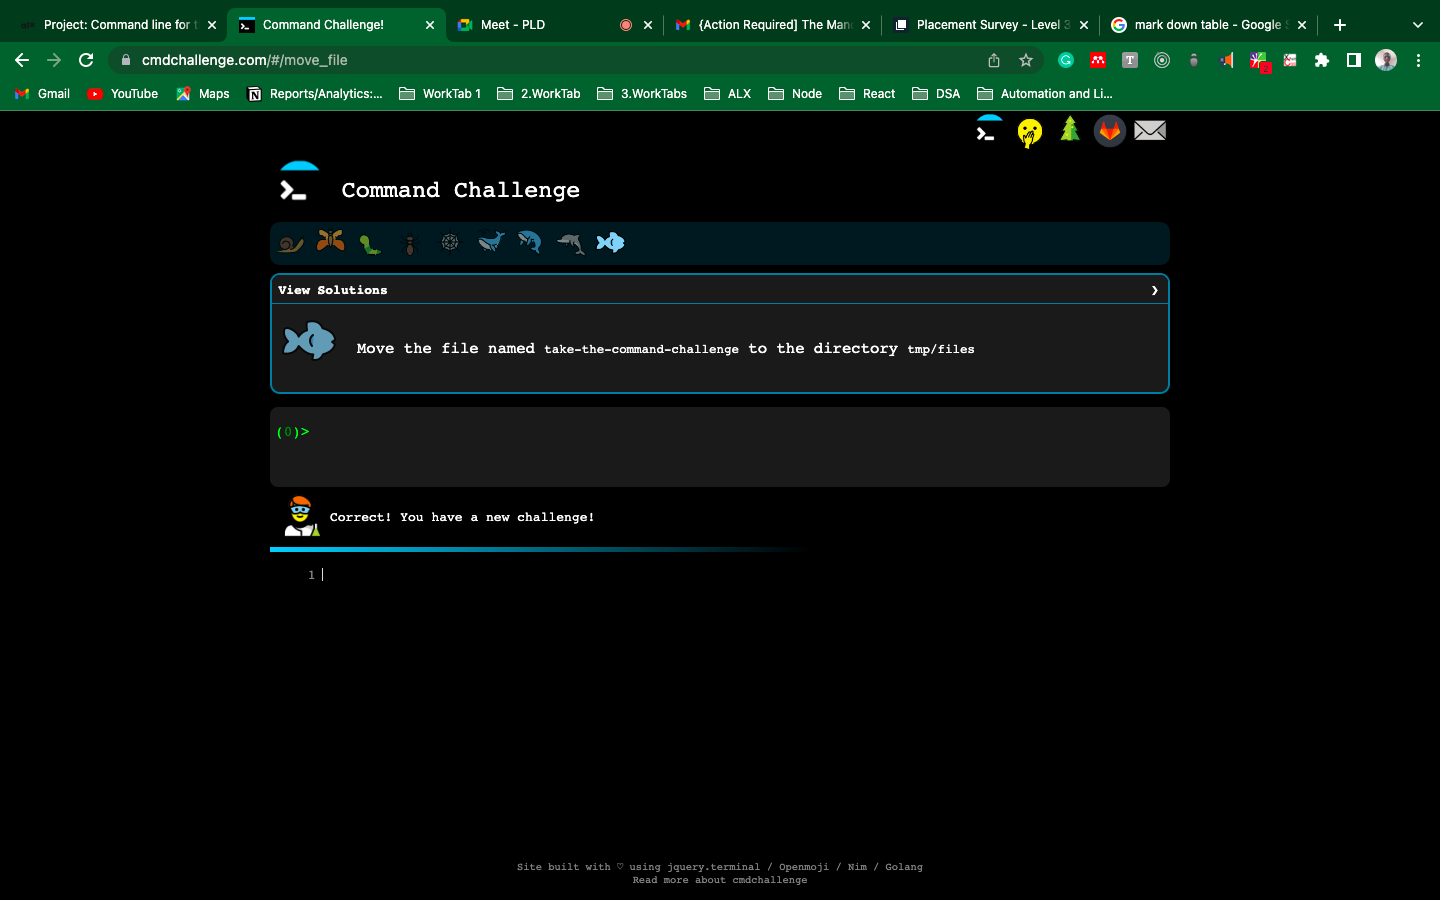 Project: Command line for
Command Challenge!
Meet - PLD
{Action Required] The Man
Placement Survey - Level 3
mark down table - Google S
cmdchallenge.com/#/move_file
Gmail YouTube Maps Reports/Analytics:... WorkTab 1 2.WorkTab 3.WorkTabs ALX Node React DSA Automation and Li...
Command Challenge
View Solutions ❯
Move the file named take-the-command-challenge to the directory tmp/files
(0)>
Correct! You have a new challenge!
1
Site built with ♡ using jquery.terminal / Openmoji / Nim / Golang
Read more about cmdchallenge